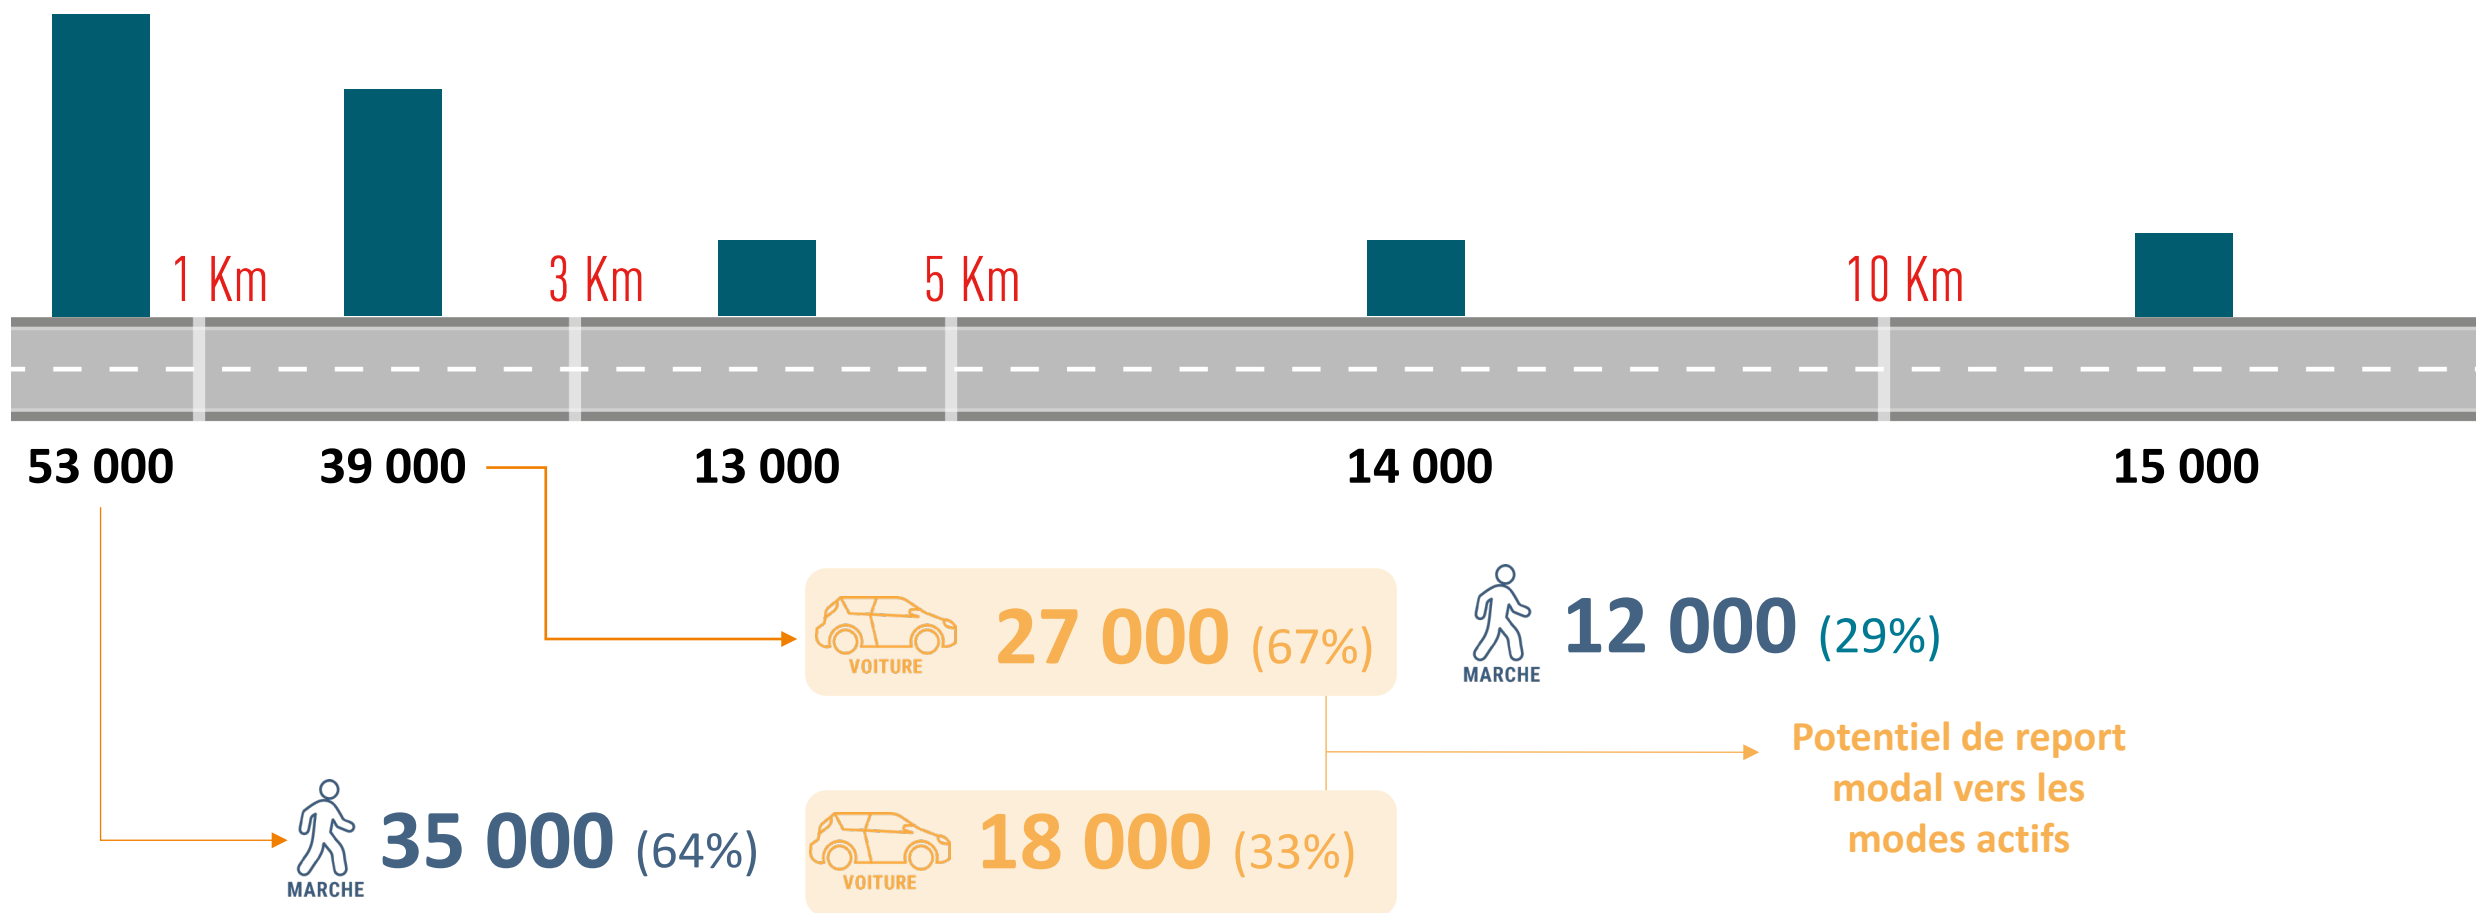 1 Km
3 Km
5 Km
10 Km
53 000
39 000
13 000
14 000
15 000
VOITURE
27 000 (67%)
MARCHE
12 000 (29%)
MARCHE
35 000 (64%)
VOITURE
18 000 (33%)
Potentiel de report
modal vers les
modes actifs